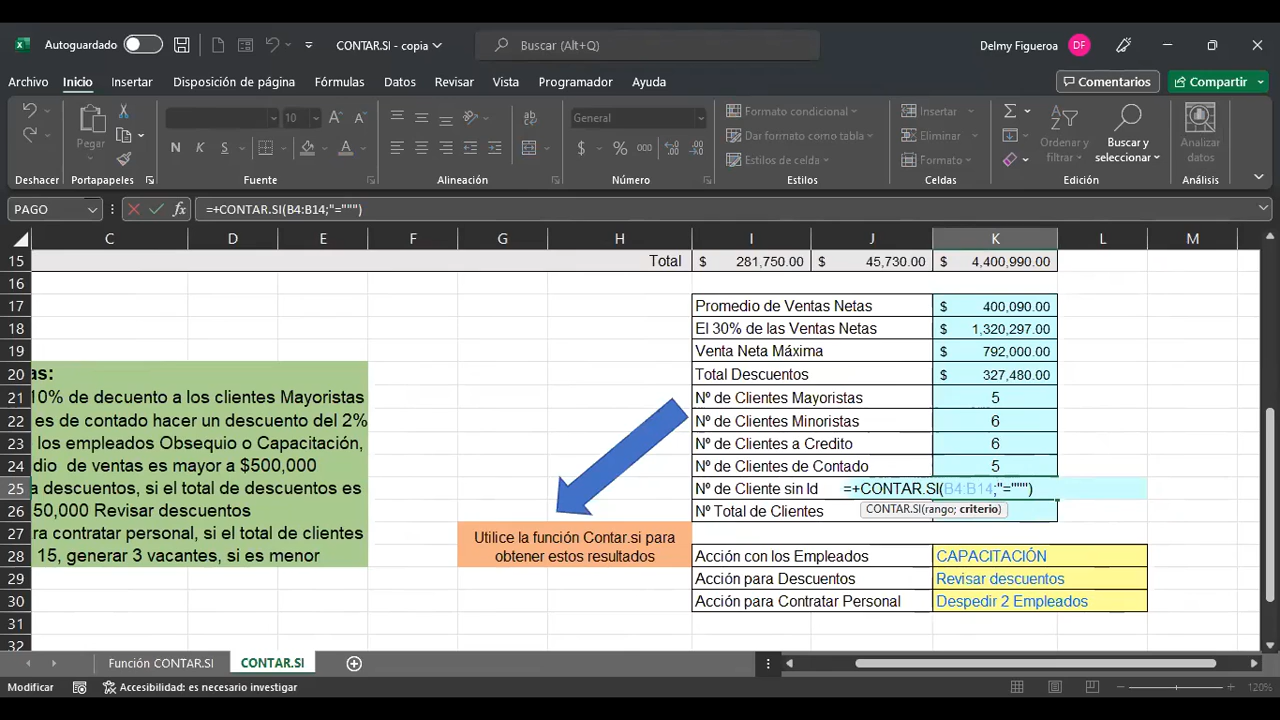 Autoguardado CONTAR.SI - copia Buscar (Alt+Q) Delmy Figueroa DF
Archivo Inicio Insertar Disposición de página Fórmulas Datos Revisar Vista Programador Ayuda Comentarios Compartir
10 General Formato condicional Insertar
Pegar N K S Dar formato como tabla Eliminar Ordenar y filtrar Buscar y seleccionar Analizar datos
$ % 000 Estilos de celda Formato
Deshacer Portapapeles Fuente Alineación Número Estilos Celdas Edición Análisis
PAGO fx =+CONTAR.SI(B4:B14;"=""")
C D E F G H I J K L M
15 Total $ 281,750.00 $ 45,730.00 $ 4,400,990.00
16
17 Promedio de Ventas Netas $ 400,090.00
18 El 30% de las Ventas Netas $ 1,320,297.00
19 Venta Neta Máxima $ 792,000.00
20 as: Total Descuentos $ 327,480.00
21 10% de decuento a los clientes Mayoristas Nº de Clientes Mayoristas 5
22 es de contado hacer un descuento del 2% Nº de Clientes Minoristas 6
23 los empleados Obsequio o Capacitación, Nº de Clientes a Credito 6
24 dio de ventas es mayor a $500,000 Nº de Clientes de Contado 5
25 a descuentos, si el total de descuentos es Nº de Cliente sin Id =+CONTAR.SI(B4:B14;"=""")
CONTAR.SI(rango; criterio)
26 50,000 Revisar descuentos Nº Total de Clientes
27 ra contratar personal, si el total de clientes
28 15, generar 3 vacantes, si es menor Acción con los Empleados CAPACITACIÓN
Utilice la función Contar.si para
obtener estos resultados
29 Acción para Descuentos Revisar descuentos
30 Acción para Contratar Personal Despedir 2 Empleados
31
32
Función CONTAR.SI CONTAR.SI
Modificar Accesibilidad: es necesario investigar 120%